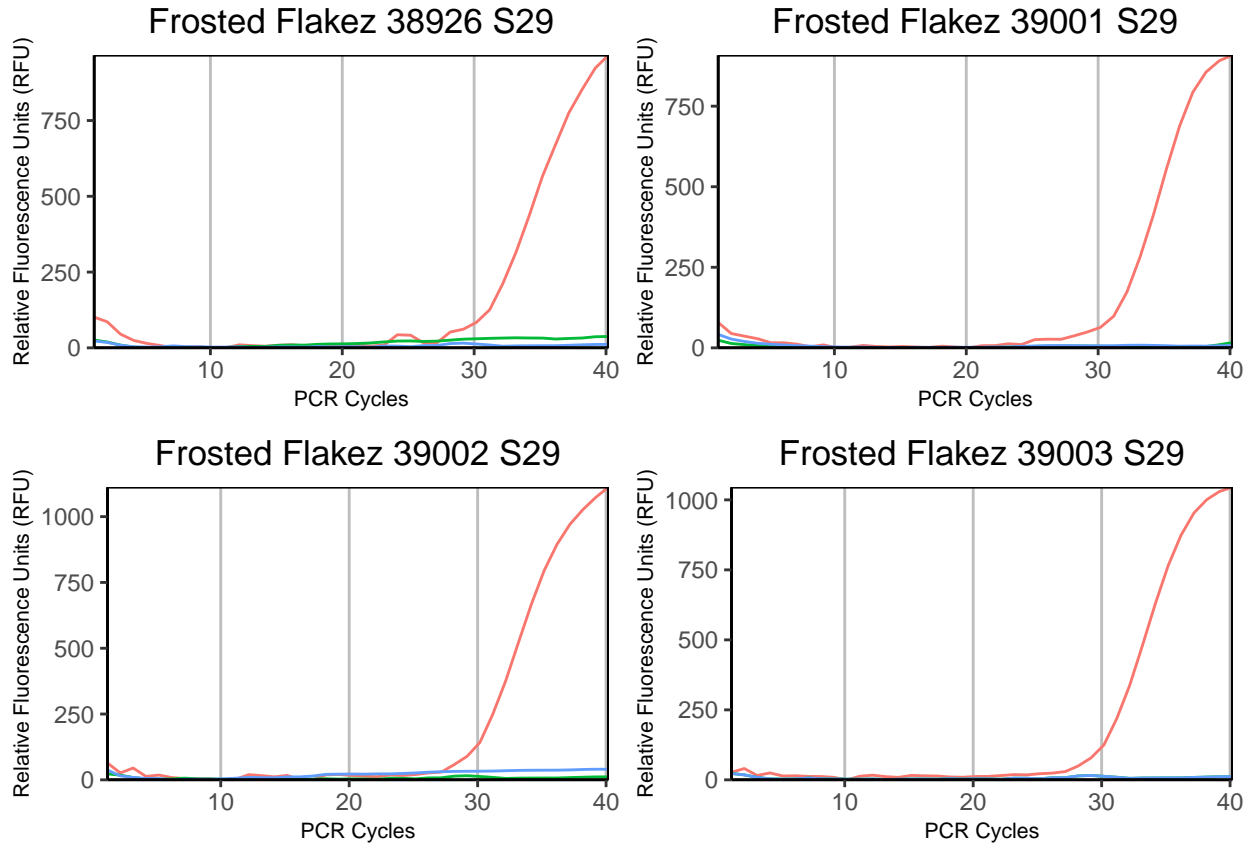 Frosted Flakez 38926 S29
Relative Fluorescence Units (RFU)
750
500
250
0
10
20
30
40
PCR Cycles
Frosted Flakez 39001 S29
Relative Fluorescence Units (RFU)
750
500
250
0
10
20
30
40
PCR Cycles
Frosted Flakez 39002 S29
Relative Fluorescence Units (RFU)
1000
750
500
250
0
10
20
30
40
PCR Cycles
Frosted Flakez 39003 S29
Relative Fluorescence Units (RFU)
1000
750
500
250
0
10
20
30
40
PCR Cycles